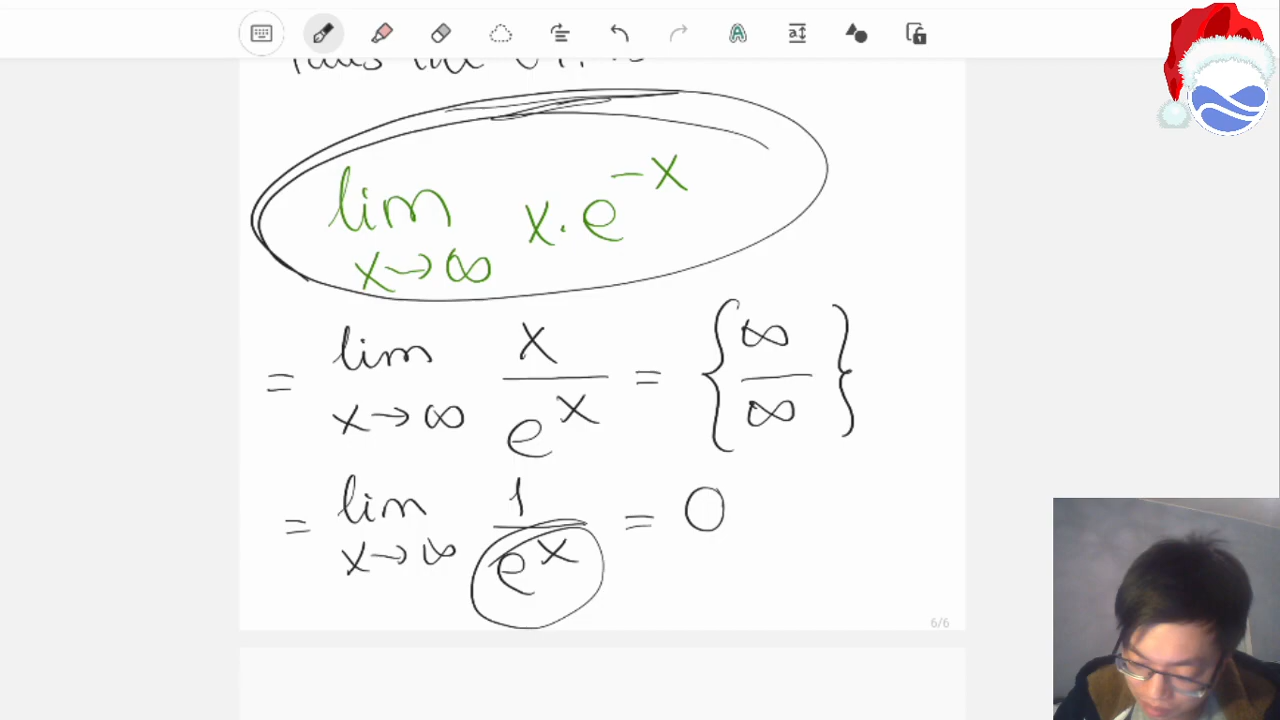 lim x→∞ x·e^{-x}
= lim x→∞ x/e^x = {∞/∞}
= lim x→∞ 1/e^x = 0
6/6